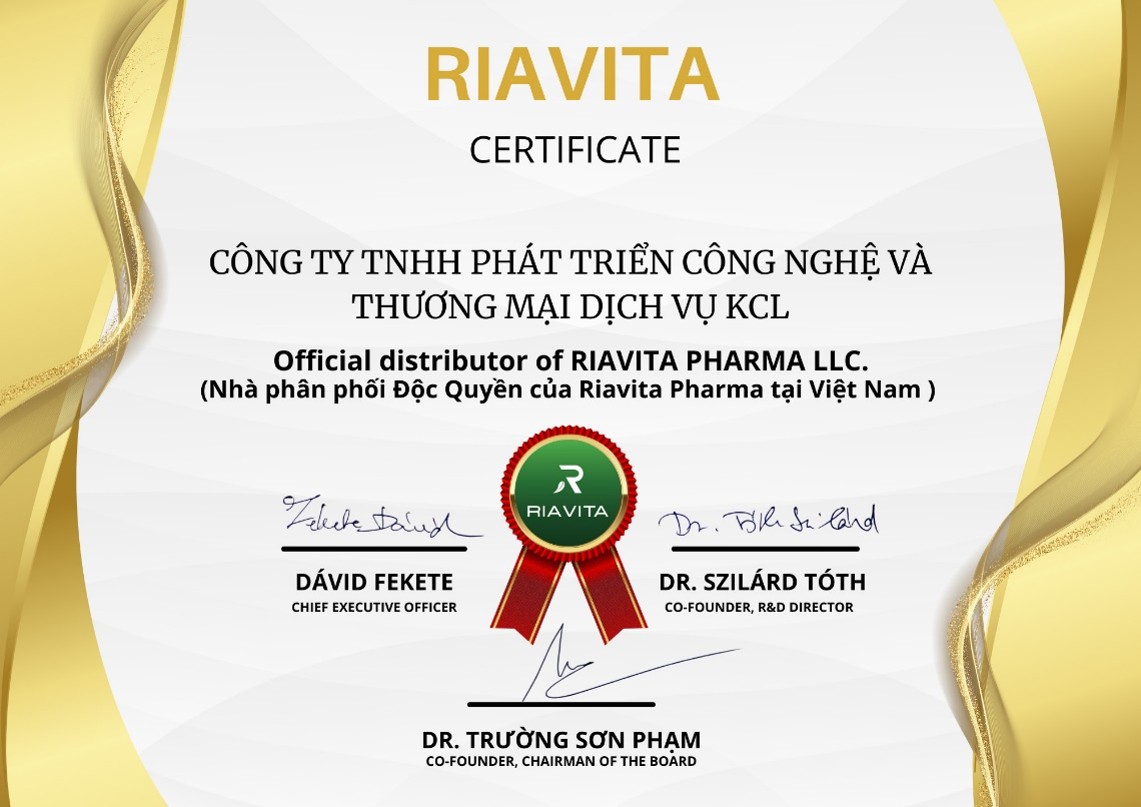 RIAVITA
CERTIFICATE
CÔNG TY TNHH PHÁT TRIỂN CÔNG NGHỆ VÀ
THƯƠNG MẠI DỊCH VỤ KCL
Official distributor of RIAVITA PHARMA LLC.
(Nhà phân phối Độc Quyền của Riavita Pharma tại Việt Nam )
R
RIAVITA
Fekete Dávid
Dr. Tóth Szilárd
DÁVID FEKETE
CHIEF EXECUTIVE OFFICER
DR. SZILÁRD TÓTH
CO-FOUNDER, R&D DIRECTOR
DR. TRƯỜNG SƠN PHẠM
CO-FOUNDER, CHAIRMAN OF THE BOARD